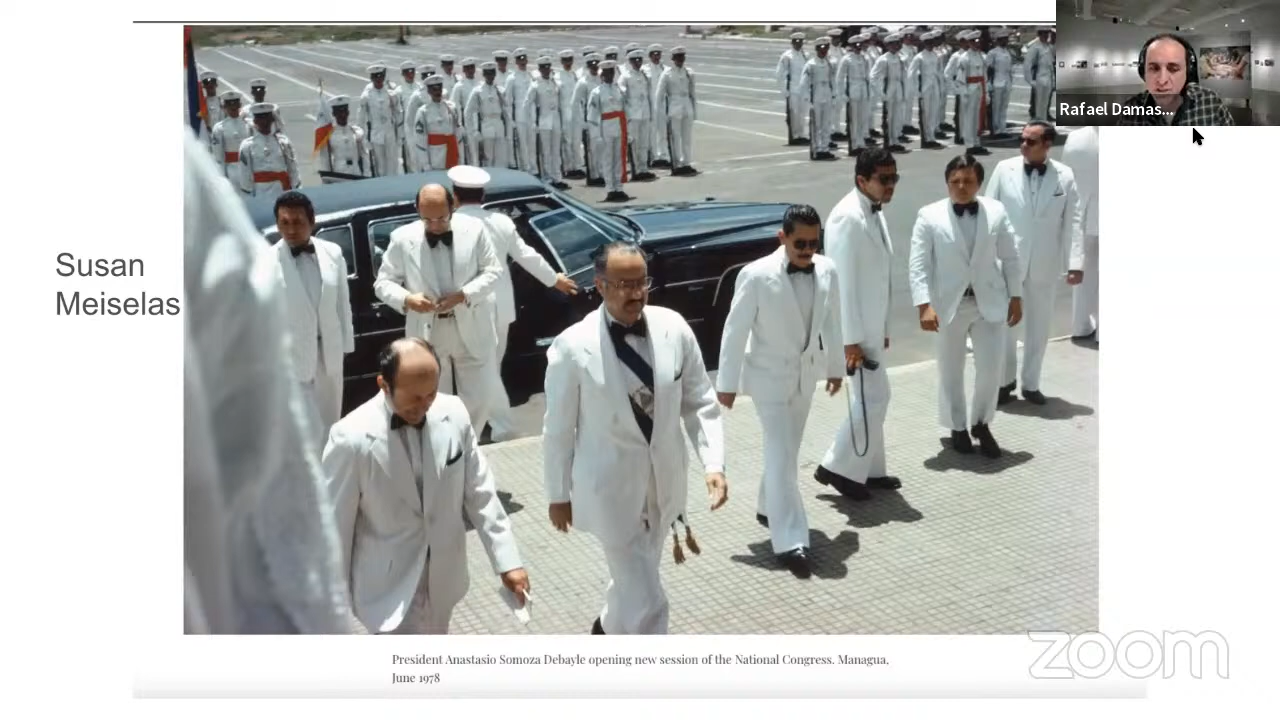 Rafael Damas...
Susan
Meiselas
President Anastasio Somoza Debayle opening new session of the National Congress. Managua,
June 1978
zoom